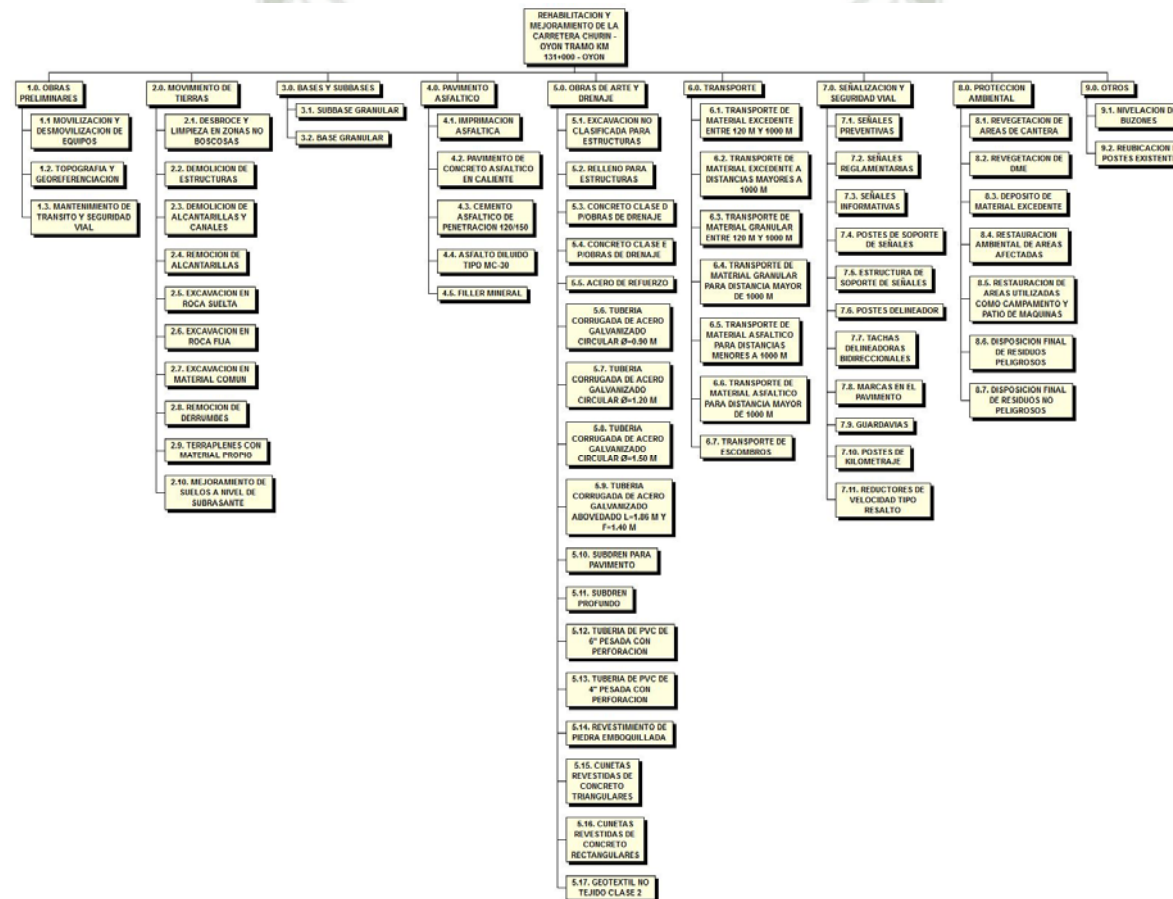 REHABILITACION Y
MEJORAMIENTO DE LA
CARRETERA CHURIN -
OYON TRAMO KM
131+000 - OYON
1.0. OBRAS
PRELIMINARES
1.1 MOVILIZACION Y
DESMOVILIZACION DE
EQUIPOS
1.2. TOPOGRAFIA Y
GEOREFERENCIACION
1.3. MANTENIMIENTO DE
TRANSITO Y SEGURIDAD
VIAL
2.0. MOVIMIENTO DE
TIERRAS
2.1. DESBROCE Y
LIMPIEZA EN ZONAS NO
BOSCOSAS
2.2. DEMOLICION DE
ESTRUCTURAS
2.3. DEMOLICION DE
ALCANTARILLAS Y
CANALES
2.4. REMOCION DE
ALCANTARILLAS
2.5. EXCAVACION EN
ROCA SUELTA
2.6. EXCAVACION EN
ROCA FIJA
2.7. EXCAVACION EN
MATERIAL COMUN
2.8. REMOCION DE
DERRUMBES
2.9. TERRAPLENES CON
MATERIAL PROPIO
2.10. MEJORAMIENTO DE
SUELOS A NIVEL DE
SUBRASANTE
3.0. BASES Y SUBBASES
3.1. SUBBASE GRANULAR
3.2. BASE GRANULAR
4.0. PAVIMENTO
ASFALTICO
4.1. IMPRIMACION
ASFALTICA
4.2. PAVIMENTO DE
CONCRETO ASFALTICO
EN CALIENTE
4.3. CEMENTO
ASFALTICO DE
PENETRACION 120/150
4.4. ASFALTO DILUIDO
TIPO MC-30
4.5. FILLER MINERAL
5.0. OBRAS DE ARTE Y
DRENAJE
5.1. EXCAVACION NO
CLASIFICADA PARA
ESTRUCTURAS
5.2. RELLENO PARA
ESTRUCTURAS
5.3. CONCRETO CLASE D
P/OBRAS DE DRENAJE
5.4. CONCRETO CLASE E
P/OBRAS DE DRENAJE
5.5. ACERO DE REFUERZO
5.6. TUBERIA
CORRUGADA DE ACERO
GALVANIZADO
CIRCULAR Ø=0.90 M
5.7. TUBERIA
CORRUGADA DE ACERO
GALVANIZADO
CIRCULAR Ø=1.20 M
5.8. TUBERIA
CORRUGADA DE ACERO
GALVANIZADO
CIRCULAR Ø=1.50 M
5.9. TUBERIA
CORRUGADA DE ACERO
GALVANIZADO
ABOVEDADO L=1.86 M Y
F=1.40 M
5.10. SUBDREN PARA
PAVIMENTO
5.11. SUBDREN
PROFUNDO
5.12. TUBERIA DE PVC DE
6" PESADA CON
PERFORACION
5.13. TUBERIA DE PVC DE
4" PESADA CON
PERFORACION
5.14. REVESTIMIENTO DE
PIEDRA EMBOQUILLADA
5.15. CUNETAS
REVESTIDAS DE
CONCRETO
TRIANGULARES
5.16. CUNETAS
REVESTIDAS DE
CONCRETO
RECTANGULARES
5.17. GEOTEXTIL NO
TEJIDO CLASE 2
6.0. TRANSPORTE
6.1. TRANSPORTE DE
MATERIAL EXCEDENTE
ENTRE 120 M Y 1000 M
6.2. TRANSPORTE DE
MATERIAL EXCEDENTE A
DISTANCIAS MAYORES A
1000 M
6.3. TRANSPORTE DE
MATERIAL GRANULAR
ENTRE 120 M Y 1000 M
6.4. TRANSPORTE DE
MATERIAL GRANULAR
PARA DISTANCIA MAYOR
DE 1000 M
6.5. TRANSPORTE DE
MATERIAL ASFALTICO
PARA DISTANCIAS
MENORES A 1000 M
6.6. TRANSPORTE DE
MATERIAL ASFALTICO
PARA DISTANCIA MAYOR
DE 1000 M
6.7. TRANSPORTE DE
ESCOMBROS
7.0. SEÑALIZACION Y
SEGURIDAD VIAL
7.1. SEÑALES
PREVENTIVAS
7.2. SEÑALES
REGLAMENTARIAS
7.3. SEÑALES
INFORMATIVAS
7.4. POSTES DE SOPORTE
DE SEÑALES
7.5. ESTRUCTURA DE
SOPORTE DE SEÑALES
7.6. POSTES DELINEADOR
7.7. TACHAS
DELINEADORAS
BIDIRECCIONALES
7.8. MARCAS EN EL
PAVIMENTO
7.9. GUARDAVIAS
7.10. POSTES DE
KILOMETRAJE
7.11. REDUCTORES DE
VELOCIDAD TIPO
RESALTO
8.0. PROTECCION
AMBIENTAL
8.1. REVEGETACION DE
AREAS DE CANTERA
8.2. REVEGETACION DE
DME
8.3. DEPOSITO DE
MATERIAL EXCEDENTE
8.4. RESTAURACION
AMBIENTAL DE AREAS
AFECTADAS
8.5. RESTAURACION DE
AREAS UTILIZADAS
COMO CAMPAMENTO Y
PATIO DE MAQUINAS
8.6. DISPOSICION FINAL
DE RESIDUOS
PELIGROSOS
8.7. DISPOSICION FINAL
DE RESIDUOS NO
PELIGROSOS
9.0. OTROS
9.1. NIVELACION DE
BUZONES
9.2. REUBICACION
POSTES EXISTENT